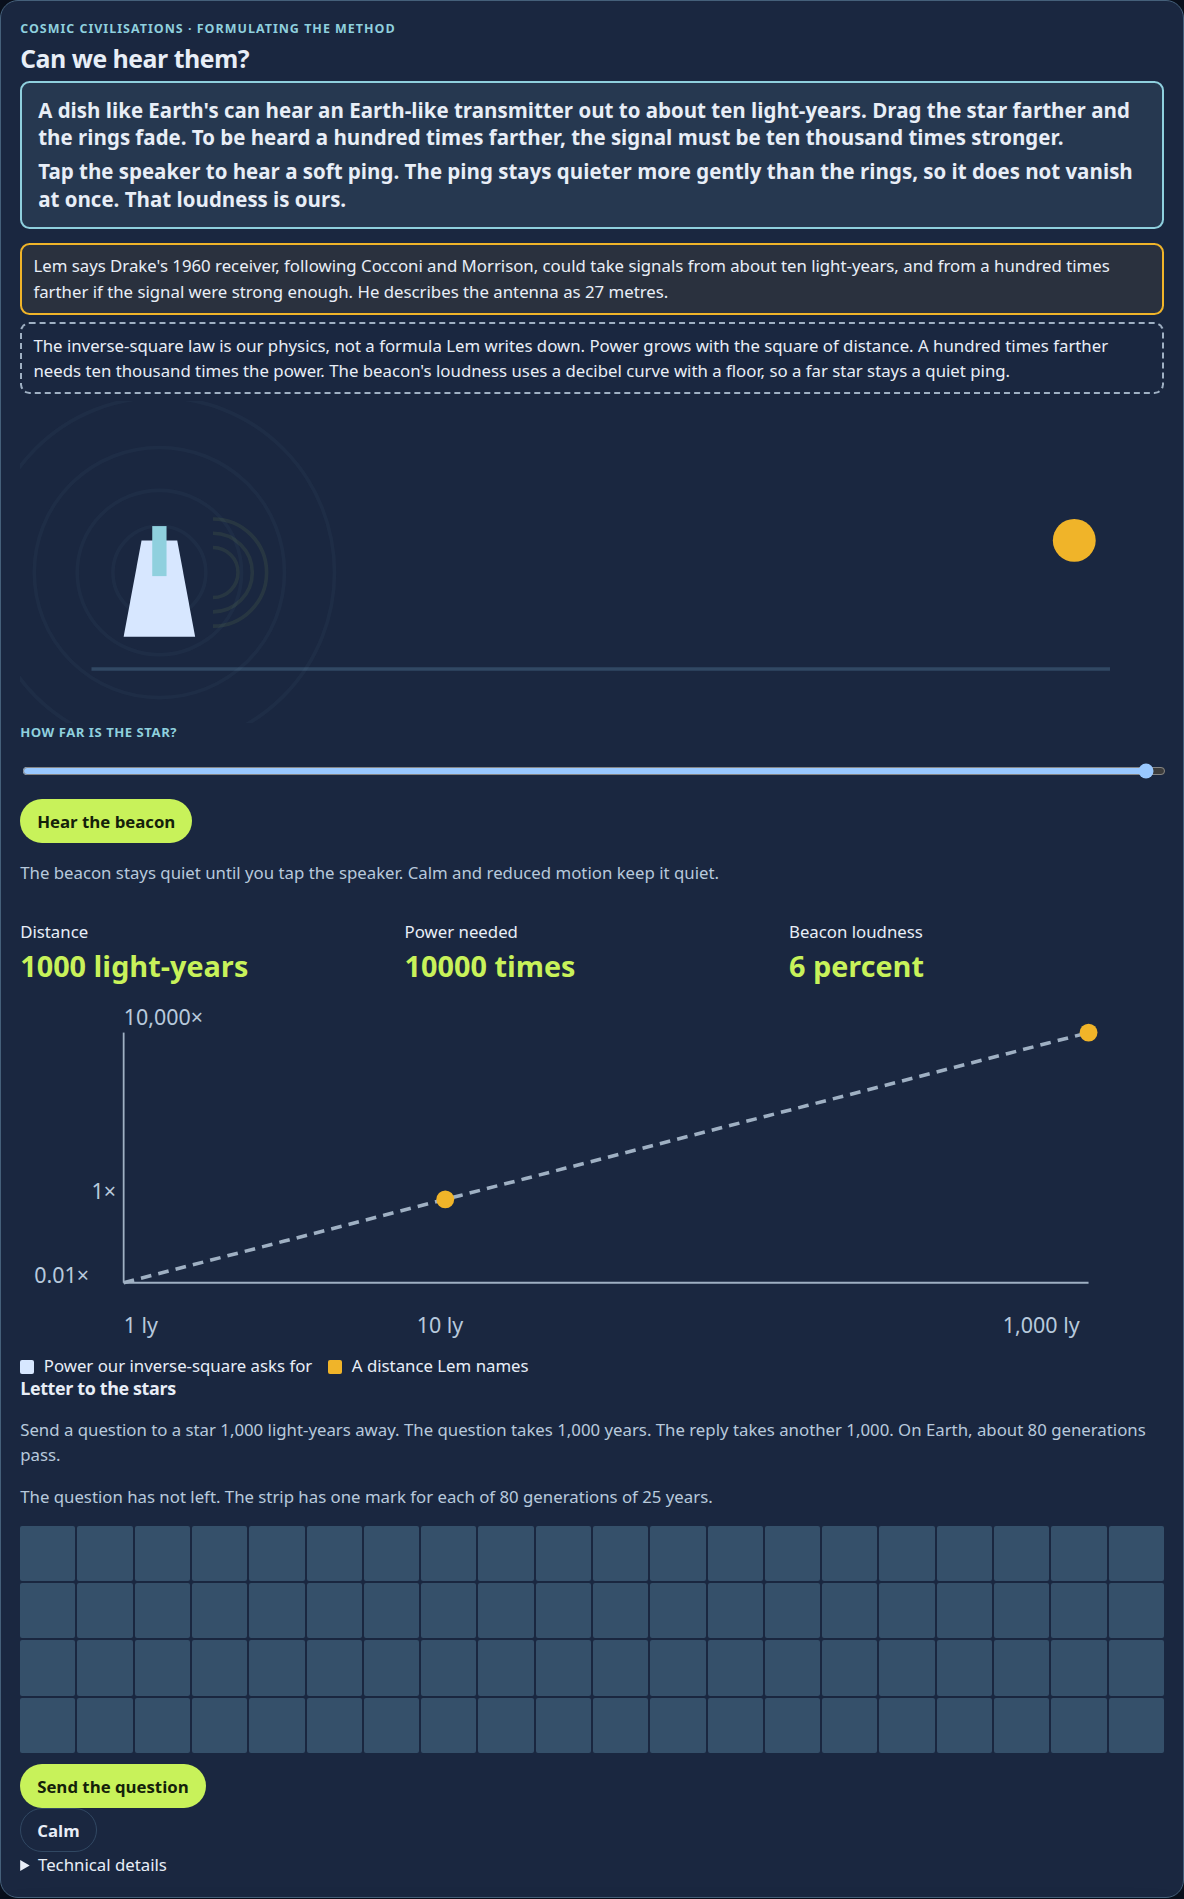 COSMIC CIVILISATIONS · FORMULATING THE METHOD
Can we hear them?
A dish like Earth's can hear an Earth-like transmitter out to about ten light-years. Drag the star farther and
the rings fade. To be heard a hundred times farther, the signal must be ten thousand times stronger.
Tap the speaker to hear a soft ping. The ping stays quieter more gently than the rings, so it does not vanish
at once. That loudness is ours.
Lem says Drake's 1960 receiver, following Cocconi and Morrison, could take signals from about ten light-years, and from a hundred times
farther if the signal were strong enough. He describes the antenna as 27 metres.
The inverse-square law is our physics, not a formula Lem writes down. Power grows with the square of distance. A hundred times farther
needs ten thousand times the power. The beacon's loudness uses a decibel curve with a floor, so a far star stays a quiet ping.
HOW FAR IS THE STAR?
Hear the beacon
The beacon stays quiet until you tap the speaker. Calm and reduced motion keep it quiet.
Distance Power needed Beacon loudness
1000 light-years 10000 times 6 percent
10,000×
1×
0.01×
1 ly 10 ly 1,000 ly
Power our inverse-square asks for A distance Lem names
Letter to the stars
Send a question to a star 1,000 light-years away. The question takes 1,000 years. The reply takes another 1,000. On Earth, about 80 generations
pass.
The question has not left. The strip has one mark for each of 80 generations of 25 years.
Send the question
Calm
Technical details